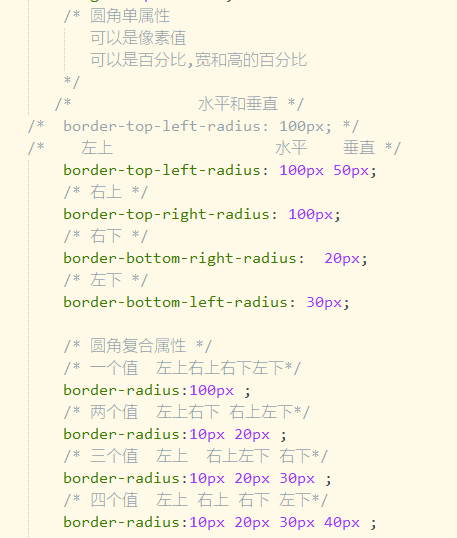 /* 圆角单属性
可以是像素值
可以是百分比,宽和高的百分比
*/
/* 水平和垂直 */
/* border-top-left-radius: 100px; */
/* 左上 水平 垂直 */
border-top-left-radius: 100px 50px;
/* 右上 */
border-top-right-radius: 100px;
/* 右下 */
border-bottom-right-radius: 20px;
/* 左下 */
border-bottom-left-radius: 30px;
/* 圆角复合属性 */
/* 一个值 左上右上右下左下*/
border-radius:100px ;
/* 两个值 左上右下 右上左下*/
border-radius:10px 20px ;
/* 三个值 左上 右上左下 右下*/
border-radius:10px 20px 30px ;
/* 四个值 左上 右上 右下 左下*/
border-radius:10px 20px 30px 40px ;